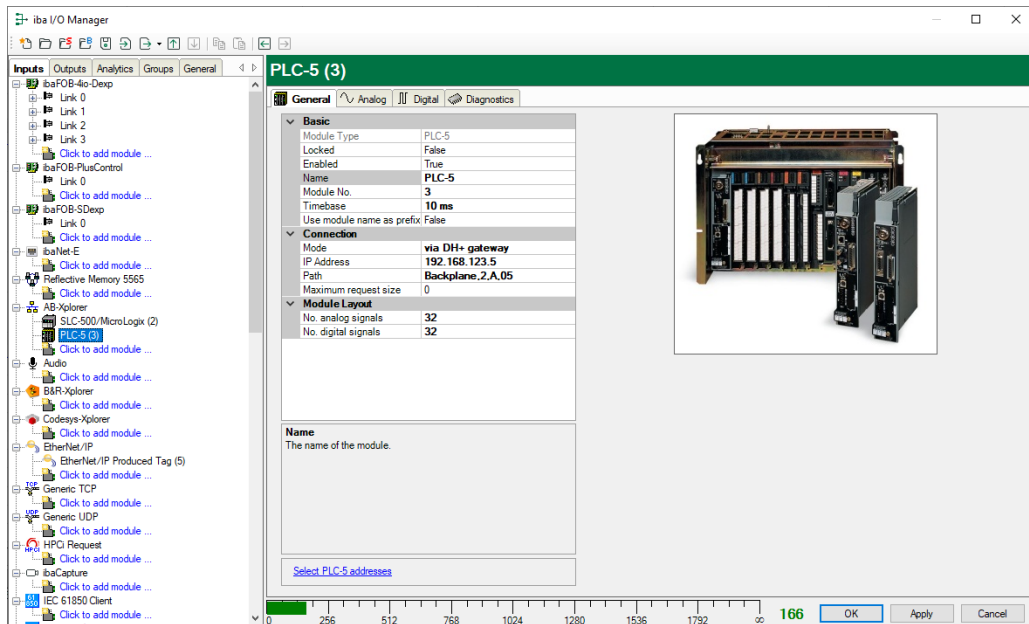 iba I/O Manager
Inputs Outputs Analytics Groups General
ibaFOB-4io-Dexp
Link 0
Link 1
Link 2
Link 3
Click to add module ...
ibaFOB-PlusControl
Link 0
Click to add module ...
ibaFOB-SDexp
Link 0
Click to add module ...
ibaNet-E
Click to add module ...
Reflective Memory 5565
Click to add module ...
AB-Xplorer
SLC-500/MicroLogix (2)
PLC-5 (3)
Click to add module ...
Audio
Click to add module ...
B&R-Xplorer
Click to add module ...
Codesys-Xplorer
Click to add module ...
EtherNet/IP
EtherNet/IP Produced Tag (5)
Click to add module ...
TCP Generic TCP
Click to add module ...
UDP Generic UDP
Click to add module ...
HPCi HPCi Request
Click to add module ...
ibaCapture
Click to add module ...
61 850 IEC 61850 Client
Click to add module ...
PLC-5 (3)
General Analog Digital Diagnostics
Basic
Module Type PLC-5
Locked False
Enabled True
Name PLC-5
Module No. 3
Timebase 10 ms
Use module name as prefix False
Connection
Mode via DH+ gateway
IP Address 192.168.123.5
Path Backplane,2,A,05
Maximum request size 0
Module Layout
No. analog signals 32
No. digital signals 32
Name
The name of the module.
Select PLC-5 addresses
0 256 512 768 1024 1280 1536 1792 ∞
166
OK Apply Cancel